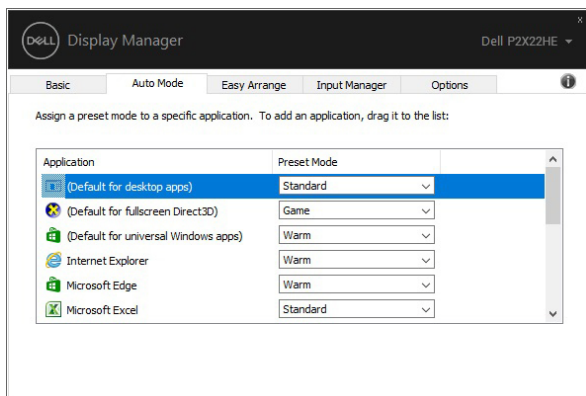 x
DELL Display Manager
Dell P2X22HE
Basic Auto Mode Easy Arrange Input Manager Options
Assign a preset mode to a specific application. To add an application, drag it to the list:
Application Preset Mode
(Default for desktop apps) Standard
(Default for fullscreen Direct3D) Game
(Default for universal Windows apps) Warm
Internet Explorer Warm
Microsoft Edge Warm
Microsoft Excel Standard